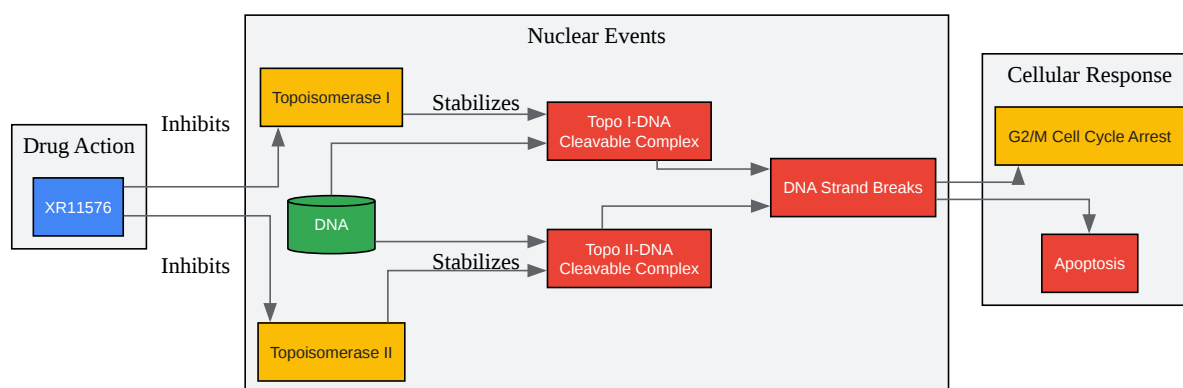 Nuclear Events
Cellular Response
Drug Action
Inhibits
Topoisomerase I
Stabilizes
Topo I-DNA
Cleavable Complex
G2/M Cell Cycle Arrest
XR11576
DNA
DNA Strand Breaks
Inhibits
Stabilizes
Topo II-DNA
Cleavable Complex
Apoptosis
Topoisomerase II